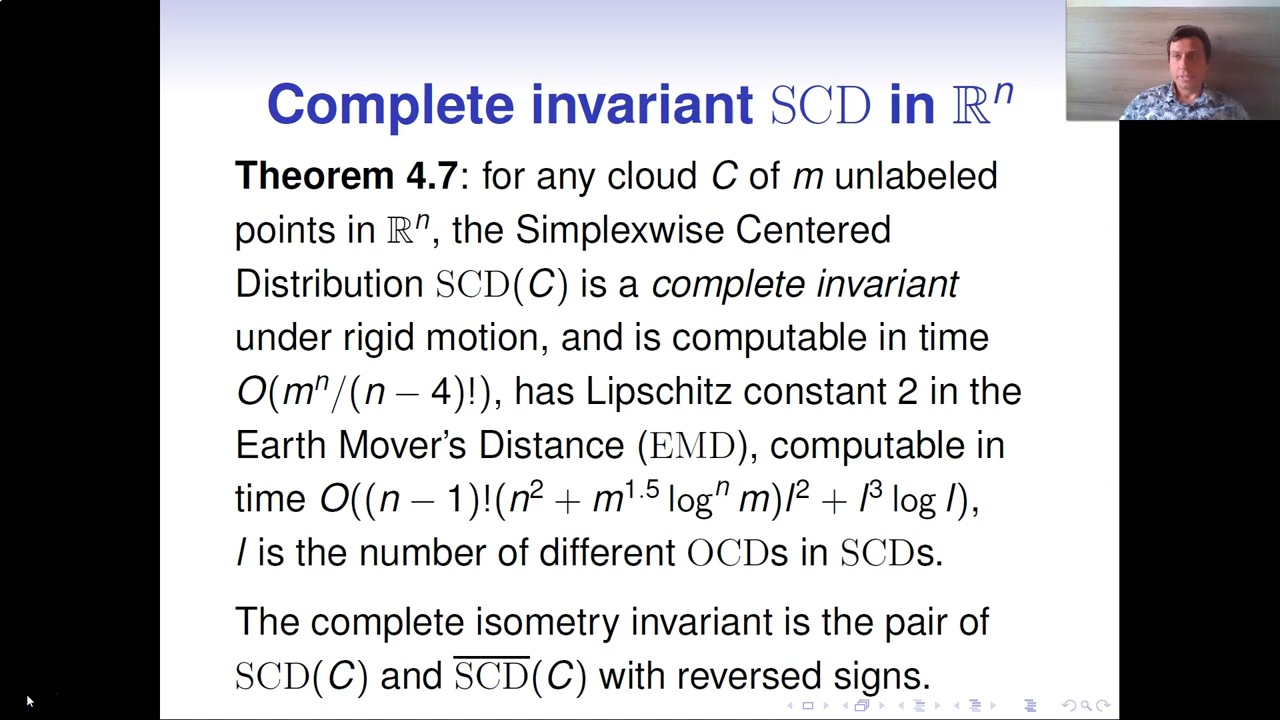 Complete invariant SCD in ℝⁿ
Theorem 4.7: for any cloud C of m unlabeled
points in ℝⁿ, the Simplexwise Centered
Distribution SCD(C) is a complete invariant
under rigid motion, and is computable in time
O(mⁿ/(n − 4)!), has Lipschitz constant 2 in the
Earth Mover's Distance (EMD), computable in
time O((n − 1)!(n² + m¹·⁵ logⁿ m)l² + l³ log l),
l is the number of different OCDs in SCDs.
The complete isometry invariant is the pair of
SCD(C) and S̅C̅D̅(C) with reversed signs.